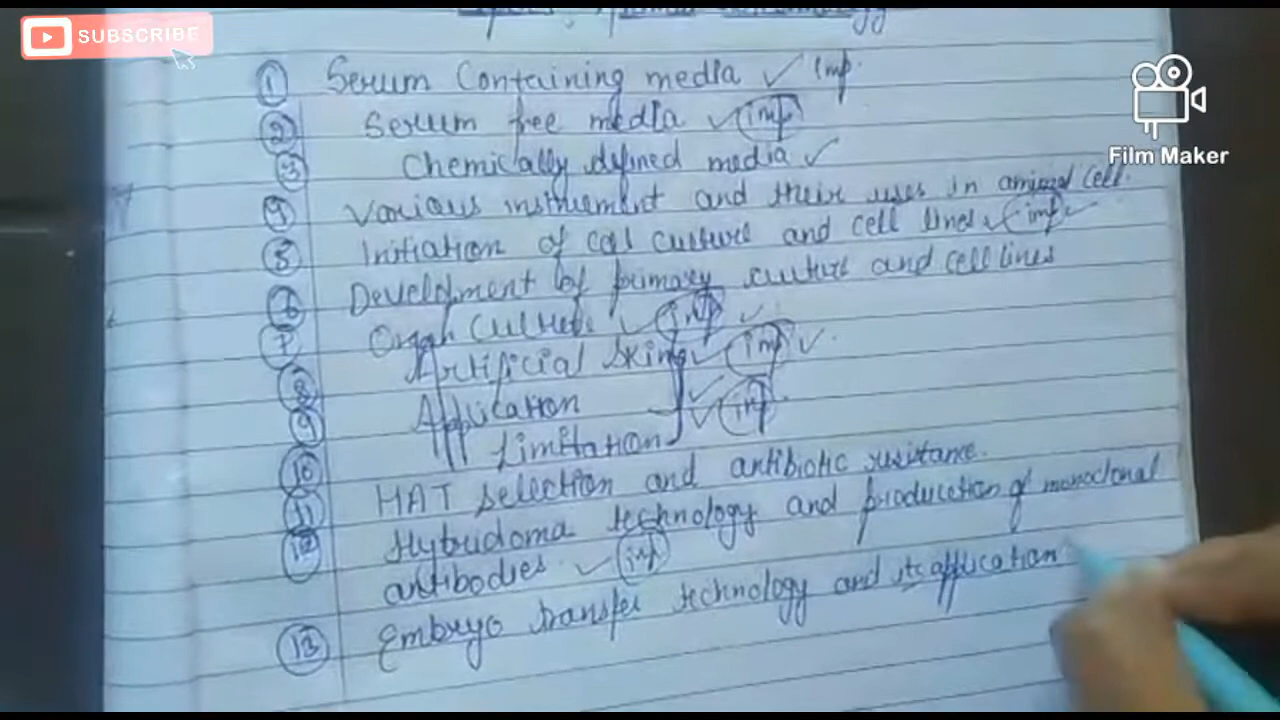 SUBSCRIBE
Film Maker
① Serum Containing media ✓ imp.
② Serum free media ✓ imp
③ Chemically defined media ✓
④ Various instrument and their uses in animal cell.
⑤ Initiation of cell culture and cell lines ✓ imp ✓
⑥ Development of primary culture and cell lines
⑦ Organ Culture ✓ imp ✓
⑧ Artificial Skin ✓ imp ✓
⑨ Application ✓
⑩ Limitation ✓ imp
⑪ HAT Selection and antibiotic resistance.
⑫ Hybridoma technology and production of monoclonal
antibodies ✓ imp
⑬ Embryo transfer technology and its application